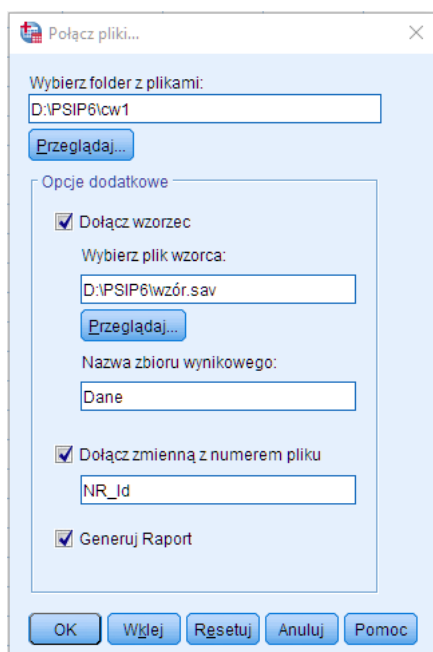 Połącz pliki...
Wybierz folder z plikami:
D:\PSIP6\cw1
Przeglądaj...
Opcje dodatkowe
Dołącz wzorzec
Wybierz plik wzorca:
D:\PSIP6\wzór.sav
Przeglądaj...
Nazwa zbioru wynikowego:
Dane
Dołącz zmienną z numerem pliku
NR_Id
Generuj Raport
OK Wklej Resetuj Anuluj Pomoc